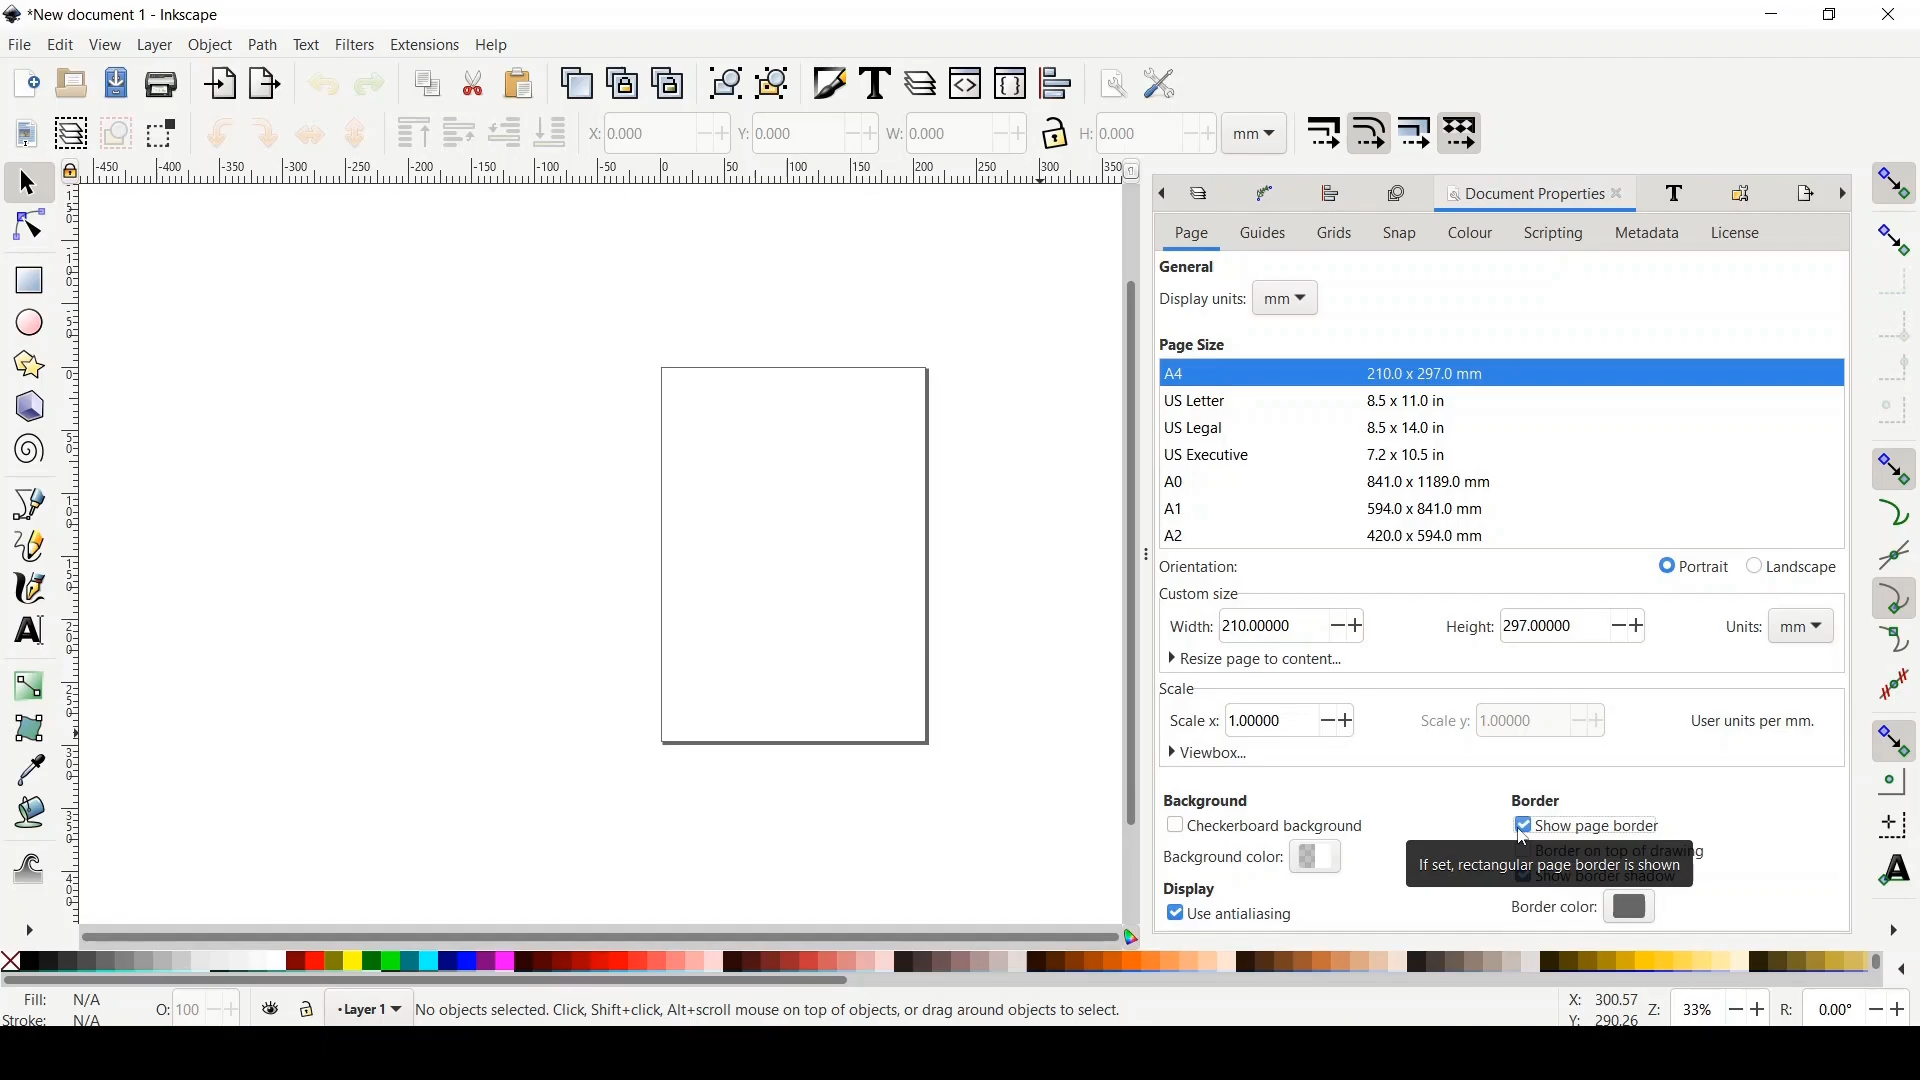 *New document 1 - Inkscape
File Edit View Layer Object Path Text Filters Extensions Help
X: 0.000 Y: 0.000 W: 0.000 H: 0.000 mm
-450 -400 -350 -300 -250 -200 -150 -100 -50 0 50 100 150 200 250 300 350
Document Properties
Page Guides Grids Snap Colour Scripting Metadata License
General
Display units: mm
Page Size
A4 210.0 x 297.0 mm
US Letter 8.5 x 11.0 in
US Legal 8.5 x 14.0 in
US Executive 7.2 x 10.5 in
A0 841.0 x 1189.0 mm
A1 594.0 x 841.0 mm
A2 420.0 x 594.0 mm
Orientation: Portrait Landscape
Custom size
Width: 210.00000 Height: 297.00000 Units: mm
Resize page to content...
Scale
Scale x: 1.00000 Scale y: 1.00000 User units per mm.
Viewbox...
Background Border
Checkerboard background Show page border
Border on top of drawing
Background color: If set, rectangular page border is shown
Show border shadow
Display
Border color:
Use antialiasing
Fill: N/A
Stroke: N/A
O: 100 Layer 1 No objects selected. Click, Shift+click, Alt+scroll mouse on top of objects, or drag around objects to select.
X: 300.57
Y: 290.26
Z: 33% R: 0.00°